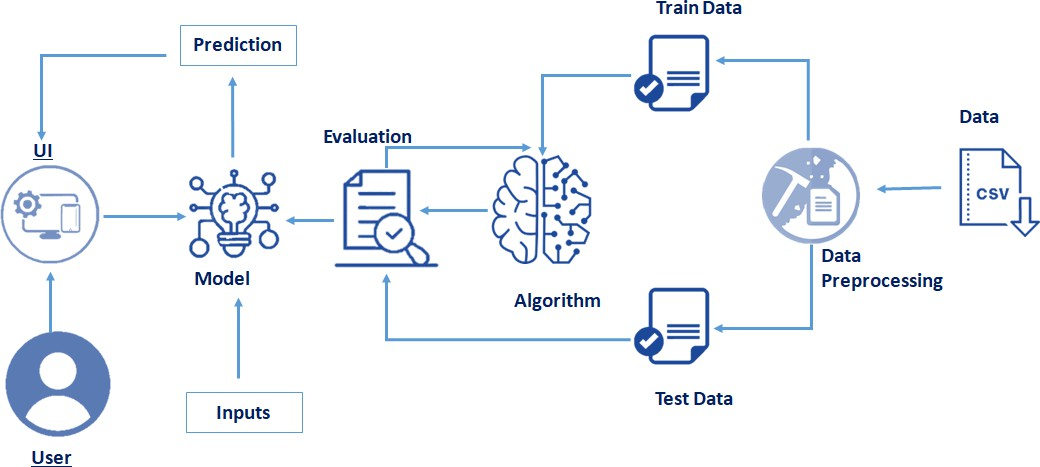 Train Data
Prediction
Data
Evaluation
UI
CSV
Data
Preprocessing
Model
Algorithm
Test Data
Inputs
User